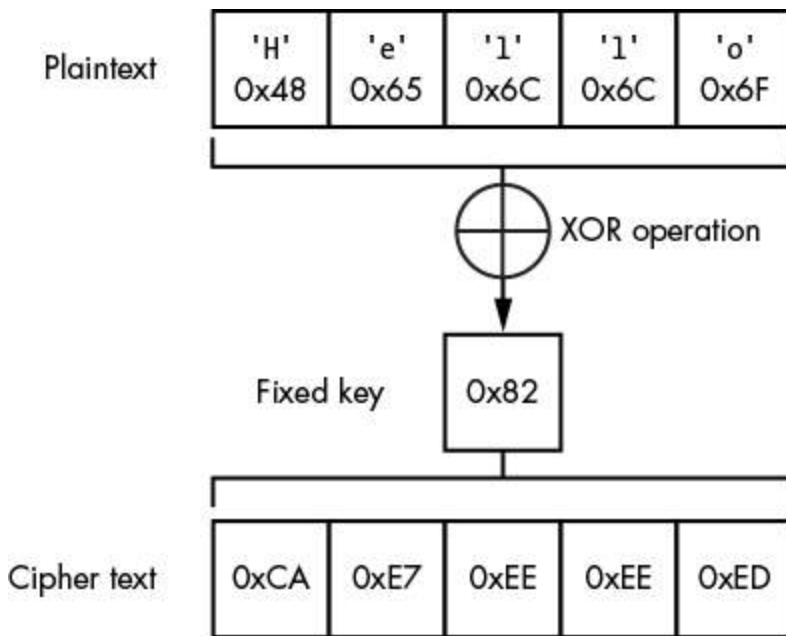 Plaintext
'H' 'e' 'l' 'l' 'o'
0x48 0x65 0x6C 0x6C 0x6F
XOR operation
Fixed key 0x82
Cipher text 0xCA 0xE7 0xEE 0xEE 0xED